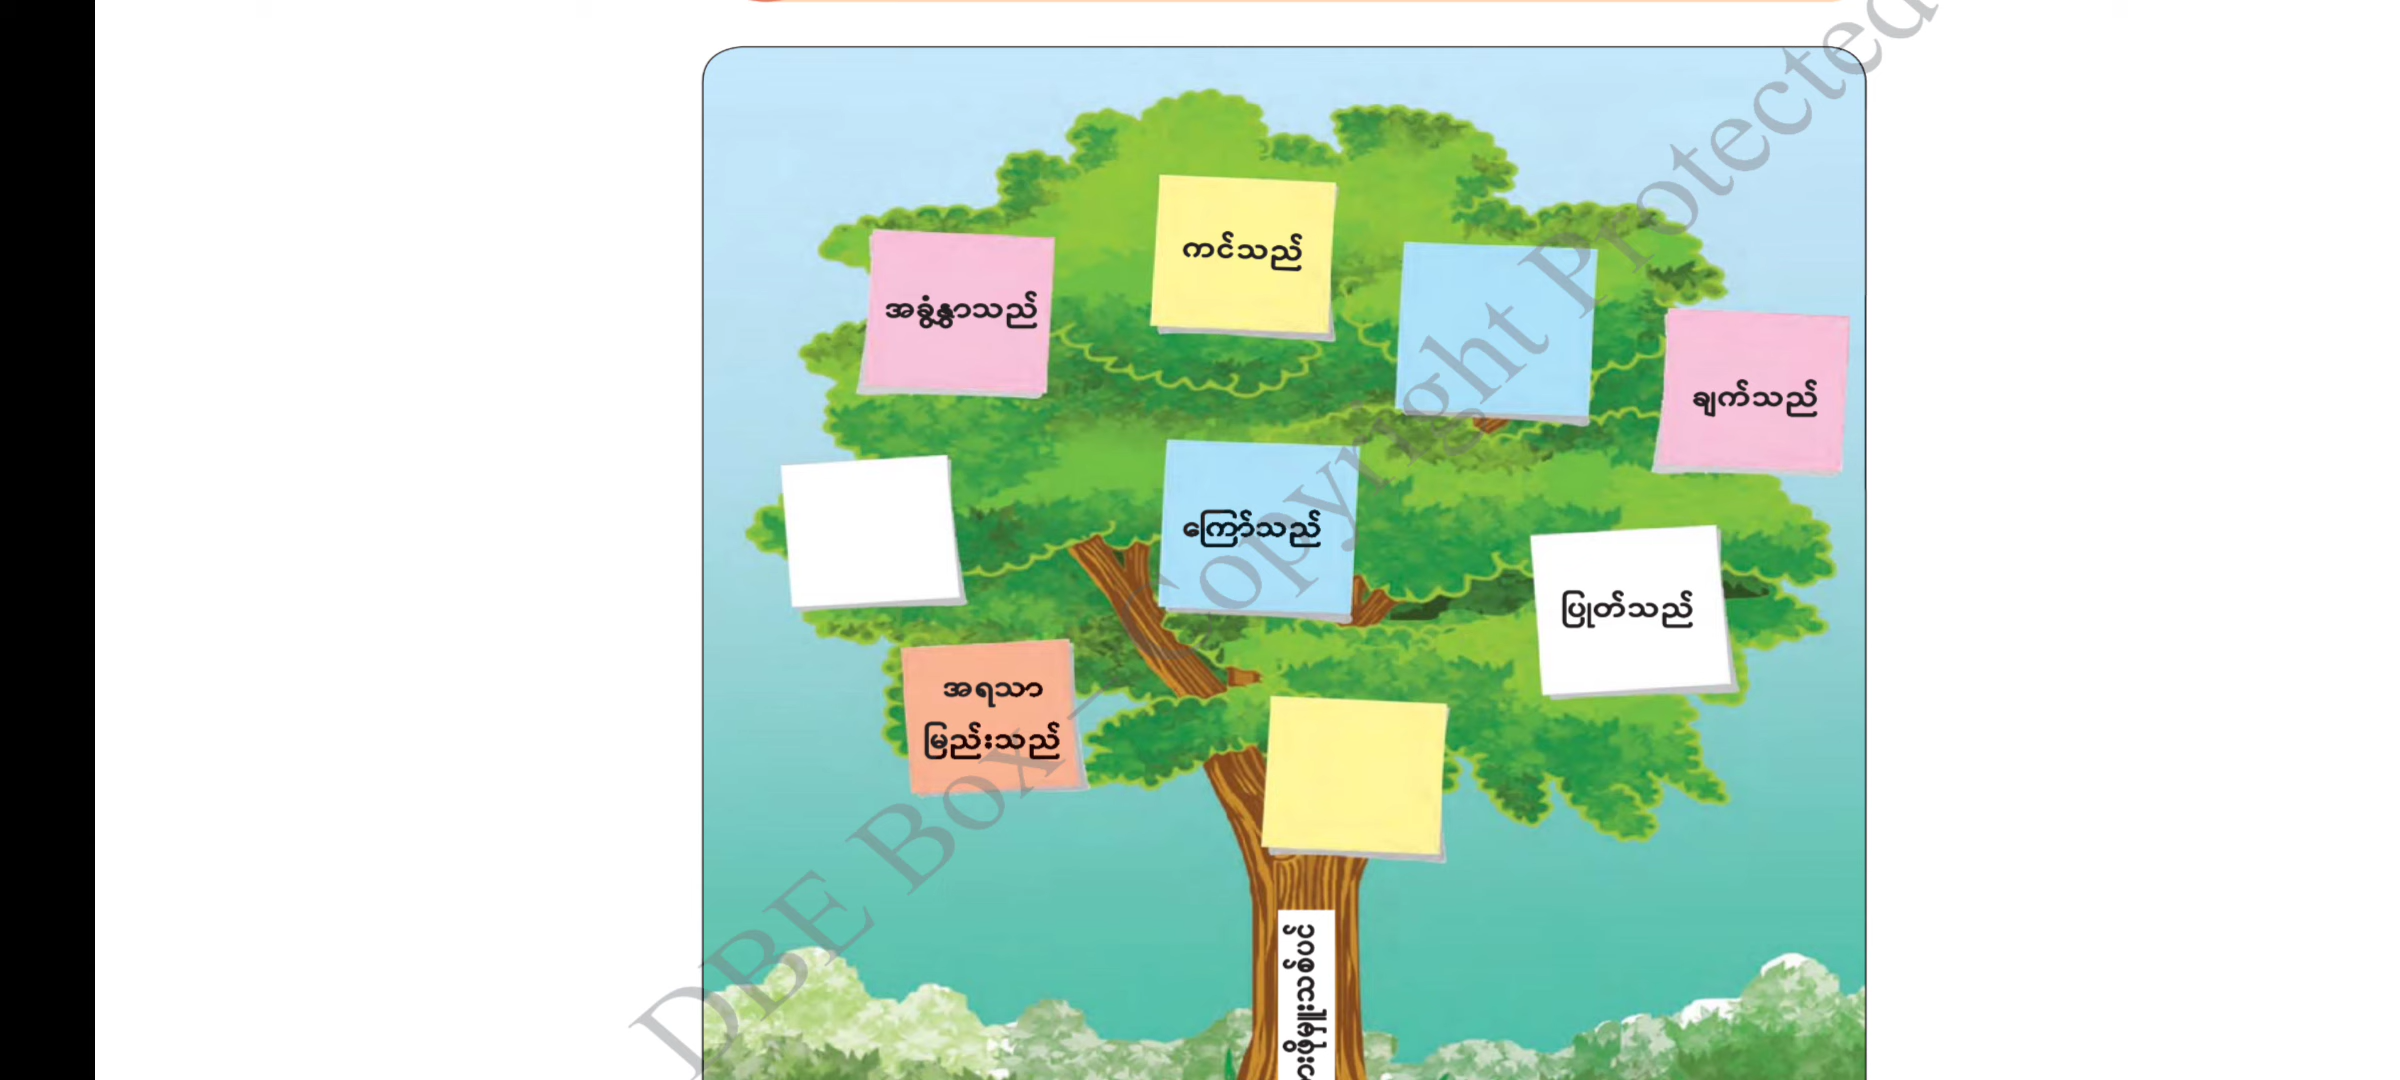 ကင်သည်
အခွံနွှာသည်
ချက်သည်
ကြော်သည်
ပြုတ်သည်
အရသာ
မြည်းသည်
DBE Box - Copyright Protected